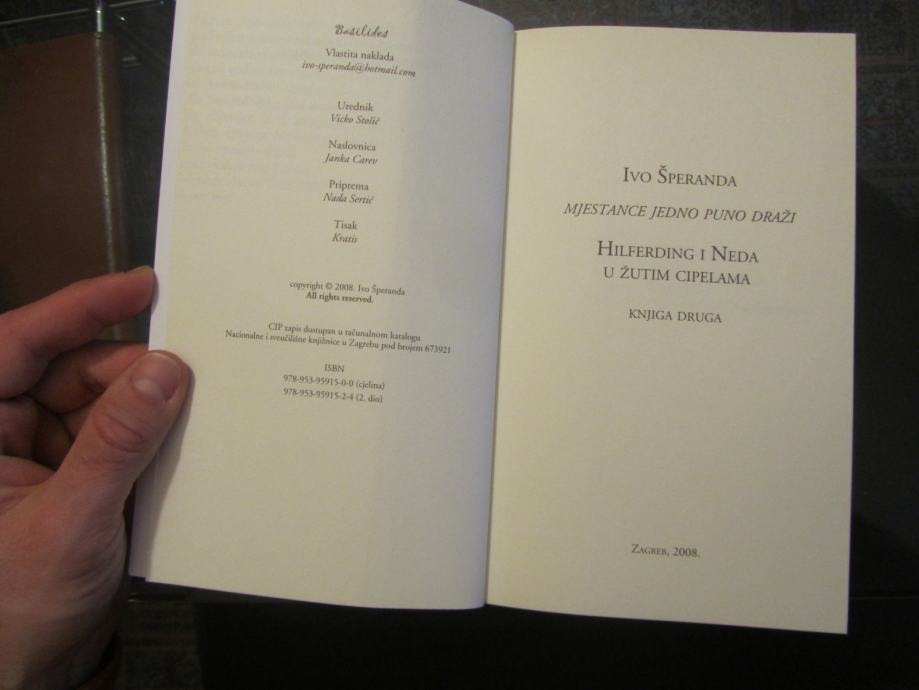 Basilides
Vlastita naklada
ivo-speranda@hotmail.com
Urednik
Vicko Stolić
Naslovnica
Janka Carev
Priprema
Nada Sertić
Tisak
Kratis
copyright © 2008. Ivo Šperanda
All rights reserved.
CIP zapis dostupan u računalnom katalogu
Nacionalne i sveučilišne knjižnice u Zagrebu pod brojem 673921
ISBN
978-953-95915-0-0 (cjelina)
978-953-95915-2-4 (2. dio)
Ivo Šperanda
MJESTANCE JEDNO PUNO DRAŽI
Hilferding i Neda
u žutim cipelama
knjiga druga
Zagreb, 2008.